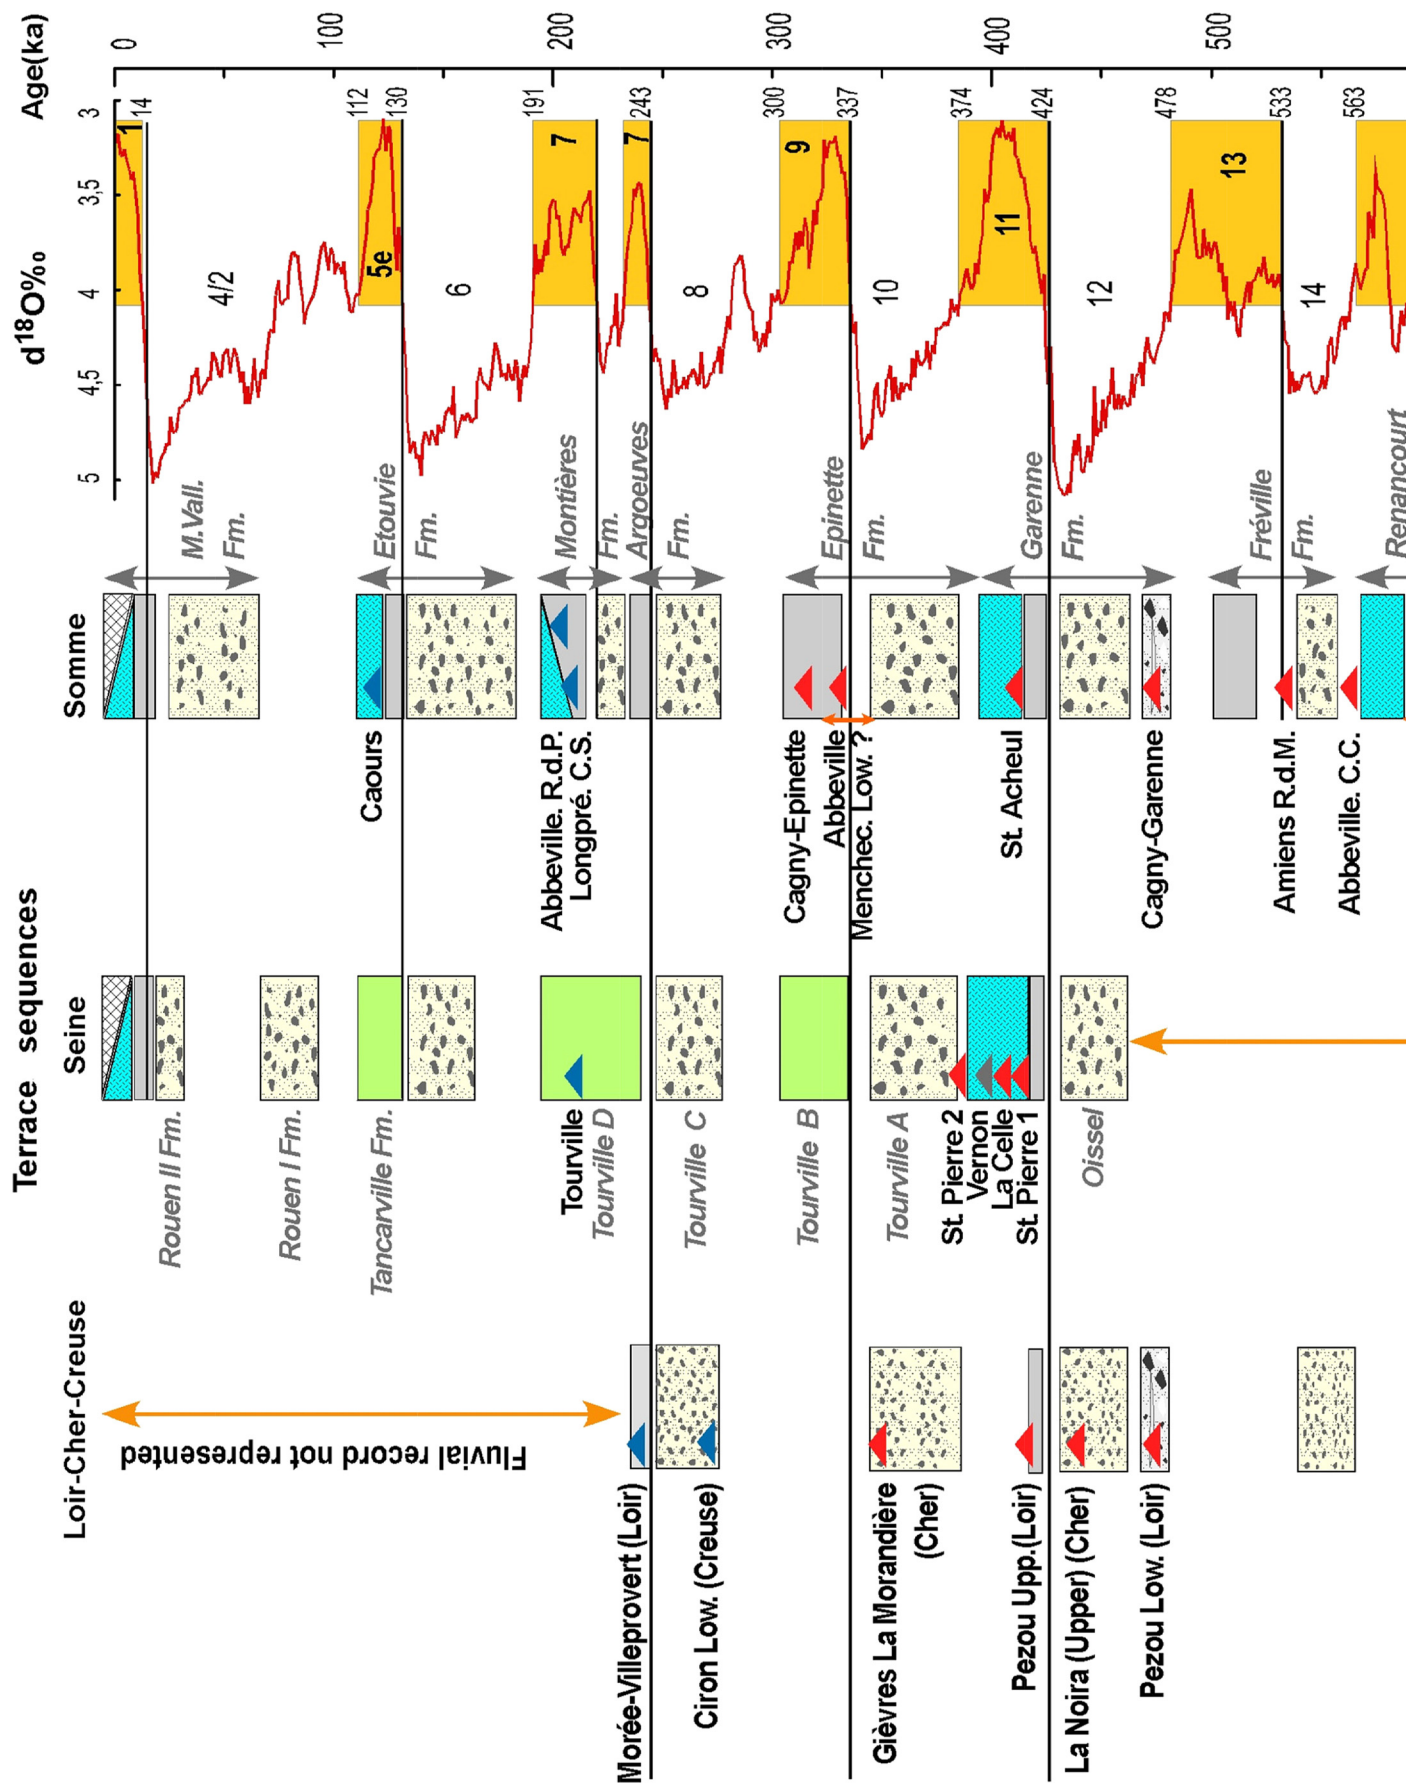 Terrace sequences
Loir-Cher-Creuse
Seine
Somme
d¹⁸O‰
Age(ka)
5
4,5
4
3,5
3
0
100
200
300
400
500
14
112
130
191
243
300
337
374
424
478
533
563
1
4/2
5e
6
7
7
8
9
10
11
12
13
14
M.Vall.
Fm.
Etouvie
Fm.
Montières
Fm.
Argoeuves
Fm.
Epinette
Fm.
Garenne
Fm.
Fréville
Fm.
Renancourt
Caours
Abbeville. R.d.P.
Longpré. C.S.
Cagny-Epinette
Abbeville
Menchec. Low. ?
St. Acheul
Cagny-Garenne
Amiens R.d.M.
Abbeville. C.C.
Rouen II Fm.
Rouen I Fm.
Tancarville Fm.
Tourville
Tourville D
Tourville C
Tourville B
Tourville A
St. Pierre 2
Vernon
La Celle
St. Pierre 1
Oissel
Fluvial record not represented
Morée-Villeprovert (Loir)
Ciron Low. (Creuse)
Gièvres La Morandière
(Cher)
Pezou Upp.(Loir)
La Noira (Upper) (Cher)
Pezou Low. (Loir)